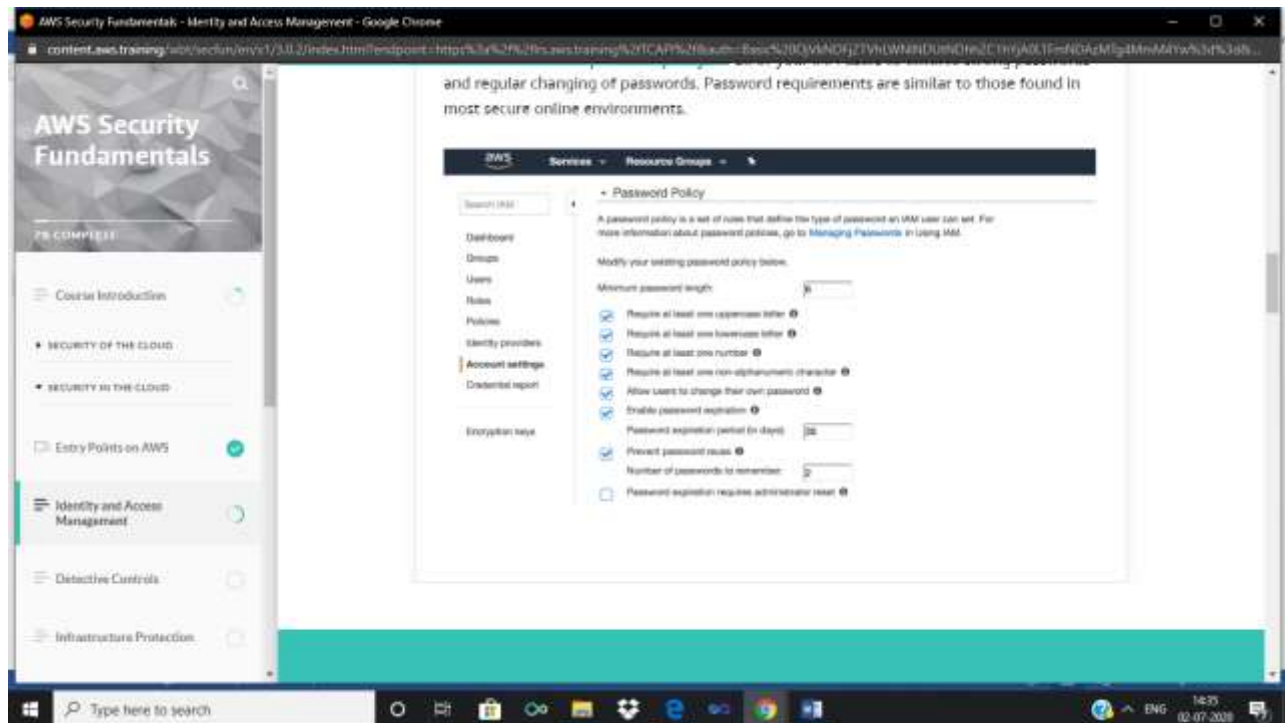 AWS Security Fundamentals - Identity and Access Management - Google Chrome
and regular changing of passwords. Password requirements are similar to those found in
most secure online environments.
AWS Security
Fundamentals
COMPLETE
Course Introduction
SECURITY OF THE CLOUD
SECURITY IN THE CLOUD
Entry Points on AWS
Identity and Access
Management
Detective Controls
Infrastructure Protection
aws Services Resource Groups
Search IAM
Dashboard
Groups
Users
Roles
Policies
Identity providers
Account settings
Credential report
Encryption keys
Password Policy
A password policy is a set of rules that define the type of password an IAM user can set. For
more information about password policies, go to Managing Passwords in Using IAM.
Modify your existing password policy below.
Minimum password length: 6
Require at least one uppercase letter
Require at least one lowercase letter
Require at least one number
Require at least one non-alphanumeric character
Allow users to change their own password
Enable password expiration
Password expiration period (in days):
Prevent password reuse
Number of passwords to remember:
Password expiration requires administrator reset
Type here to search
ENG
14:35
02-07-2020